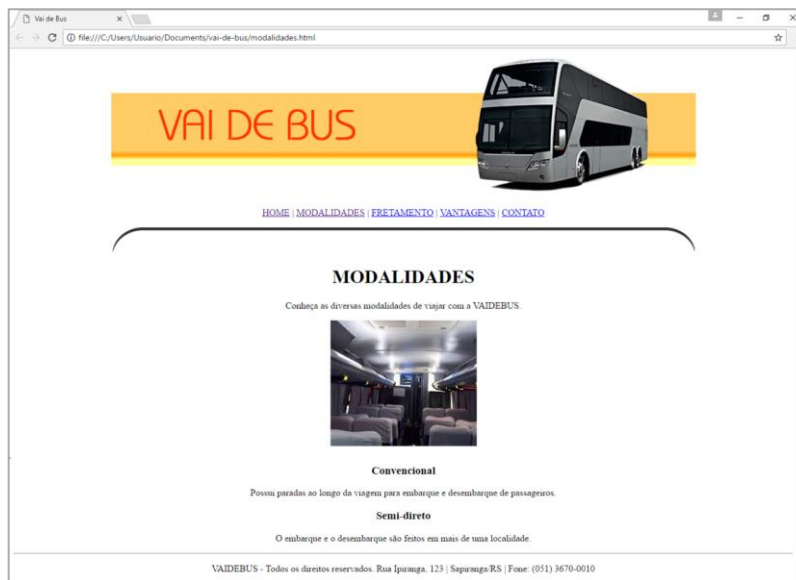 Vai de Bus
file:///C:/Users/Usuario/Documents/vai-de-bus/modalidades.html
VAI DE BUS
HOME | MODALIDADES | FRETAMENTO | VANTAGENS | CONTATO
MODALIDADES
Conheça as diversas modalidades de viajar com a VAIDEBUS.
Convencional
Possui paradas ao longo da viagem para embarque e desembarque de passageiros.
Semi-direto
O embarque e o desembarque são feitos em mais de uma localidade.
VAIDEBUS - Todos os direitos reservados. Rua Ipiranga, 123 | Sapiranga/RS | Fone: (051) 3670-0010